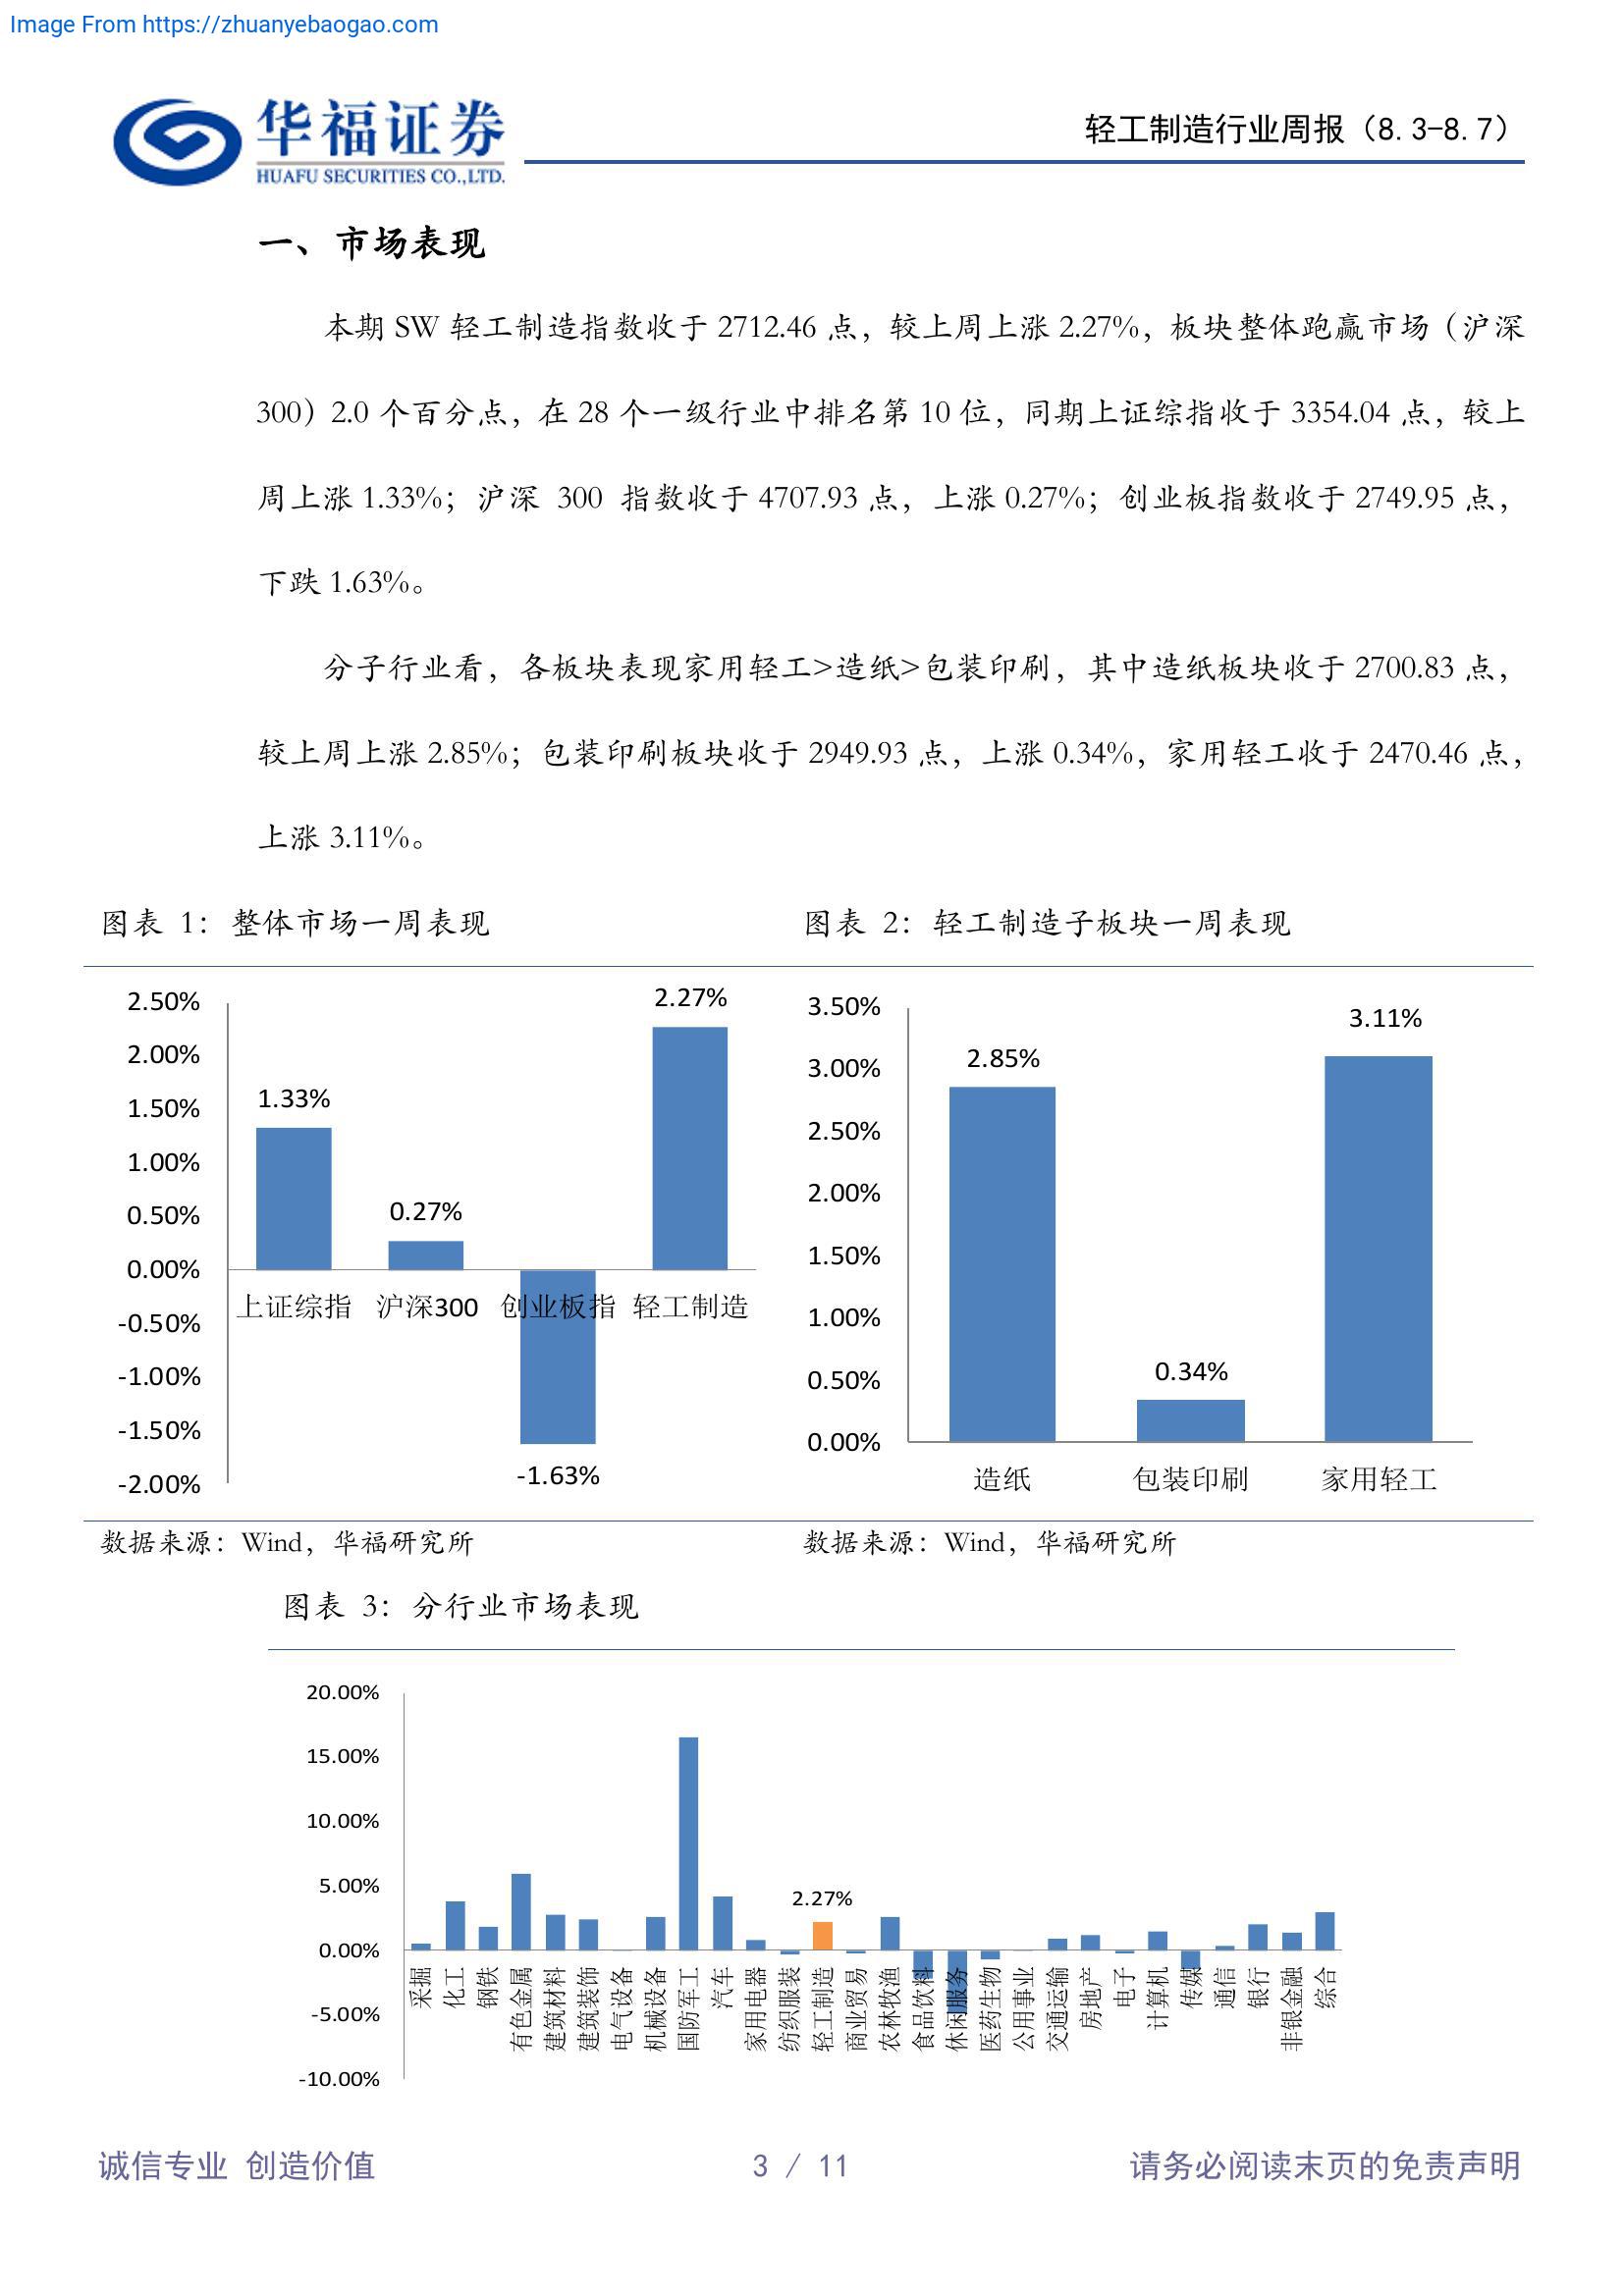 Image From https://zhuanyebaogao.com
华福证券
HUAFU SECURITIES CO.,LTD.
轻工制造行业周报（8.3-8.7）
一、市场表现
本期 SW 轻工制造指数收于 2712.46 点，较上周上涨 2.27%，板块整体跑赢市场（沪深
300）2.0 个百分点，在 28 个一级行业中排名第 10 位，同期上证综指收于 3354.04 点，较上
周上涨 1.33%；沪深 300 指数收于 4707.93 点，上涨 0.27%；创业板指数收于 2749.95 点，
下跌 1.63%。
分子行业看，各板块表现家用轻工>造纸>包装印刷，其中造纸板块收于 2700.83 点，
较上周上涨 2.85%；包装印刷板块收于 2949.93 点，上涨 0.34%，家用轻工收于 2470.46 点，
上涨 3.11%。
图表 1：整体市场一周表现
2.50%
2.00%
1.50%
1.00%
0.50%
0.00%
-0.50%
-1.00%
-1.50%
-2.00%
1.33%
0.27%
-1.63%
2.27%
上证综指 沪深300 创业板指 轻工制造
数据来源：Wind，华福研究所
图表 2：轻工制造子板块一周表现
3.50%
3.00%
2.50%
2.00%
1.50%
1.00%
0.50%
0.00%
2.85%
0.34%
3.11%
造纸 包装印刷 家用轻工
数据来源：Wind，华福研究所
图表 3：分行业市场表现
20.00%
15.00%
10.00%
5.00%
0.00%
-5.00%
-10.00%
2.27%
采掘
化工
钢铁
有色金属
建筑材料
建筑装饰
电气设备
机械设备
国防军工
汽车
家用电器
纺织服装
轻工制造
商业贸易
农林牧渔
食品饮料
休闲服务
医药生物
公用事业
交通运输
房地产
电子
计算机
传媒
通信
银行
非银金融
综合
诚信专业 创造价值
3 / 11
请务必阅读末页的免责声明